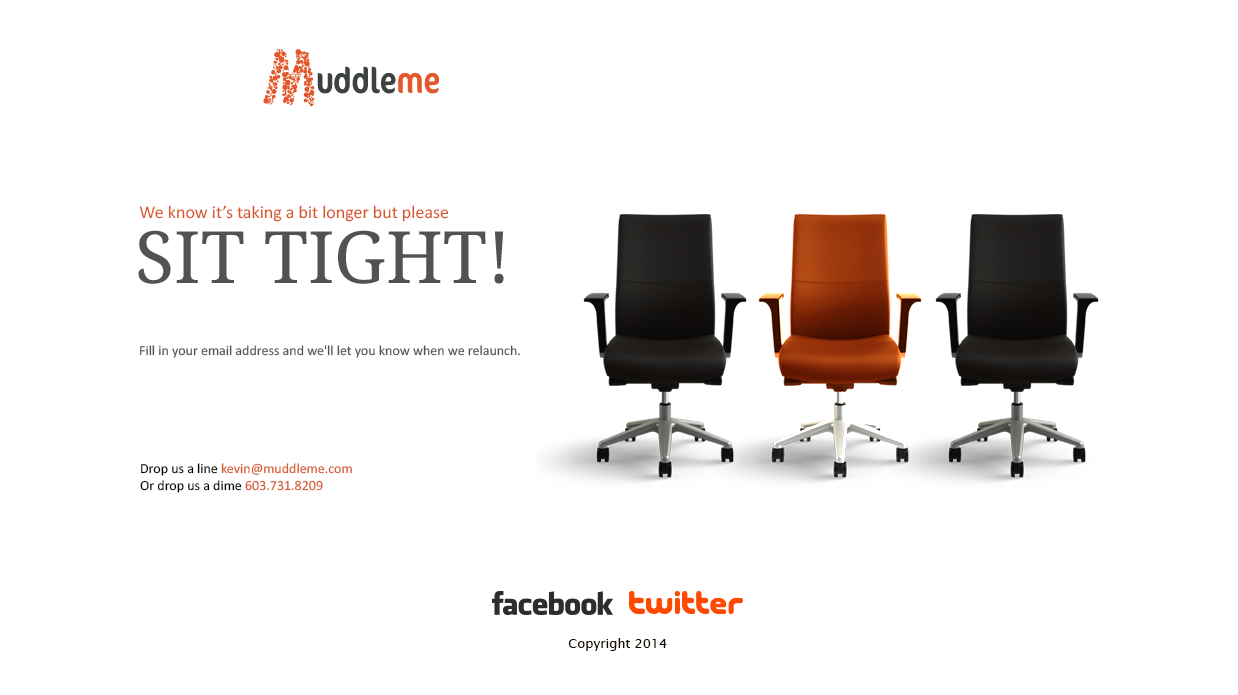 Muddleme
We know it's taking a bit longer but please
SIT TIGHT!
Fill in your email address and we'll let you know when we relaunch.
Drop us a line kevin@muddleme.com
Or drop us a dime 603.731.8209
facebook twitter
Copyright 2014